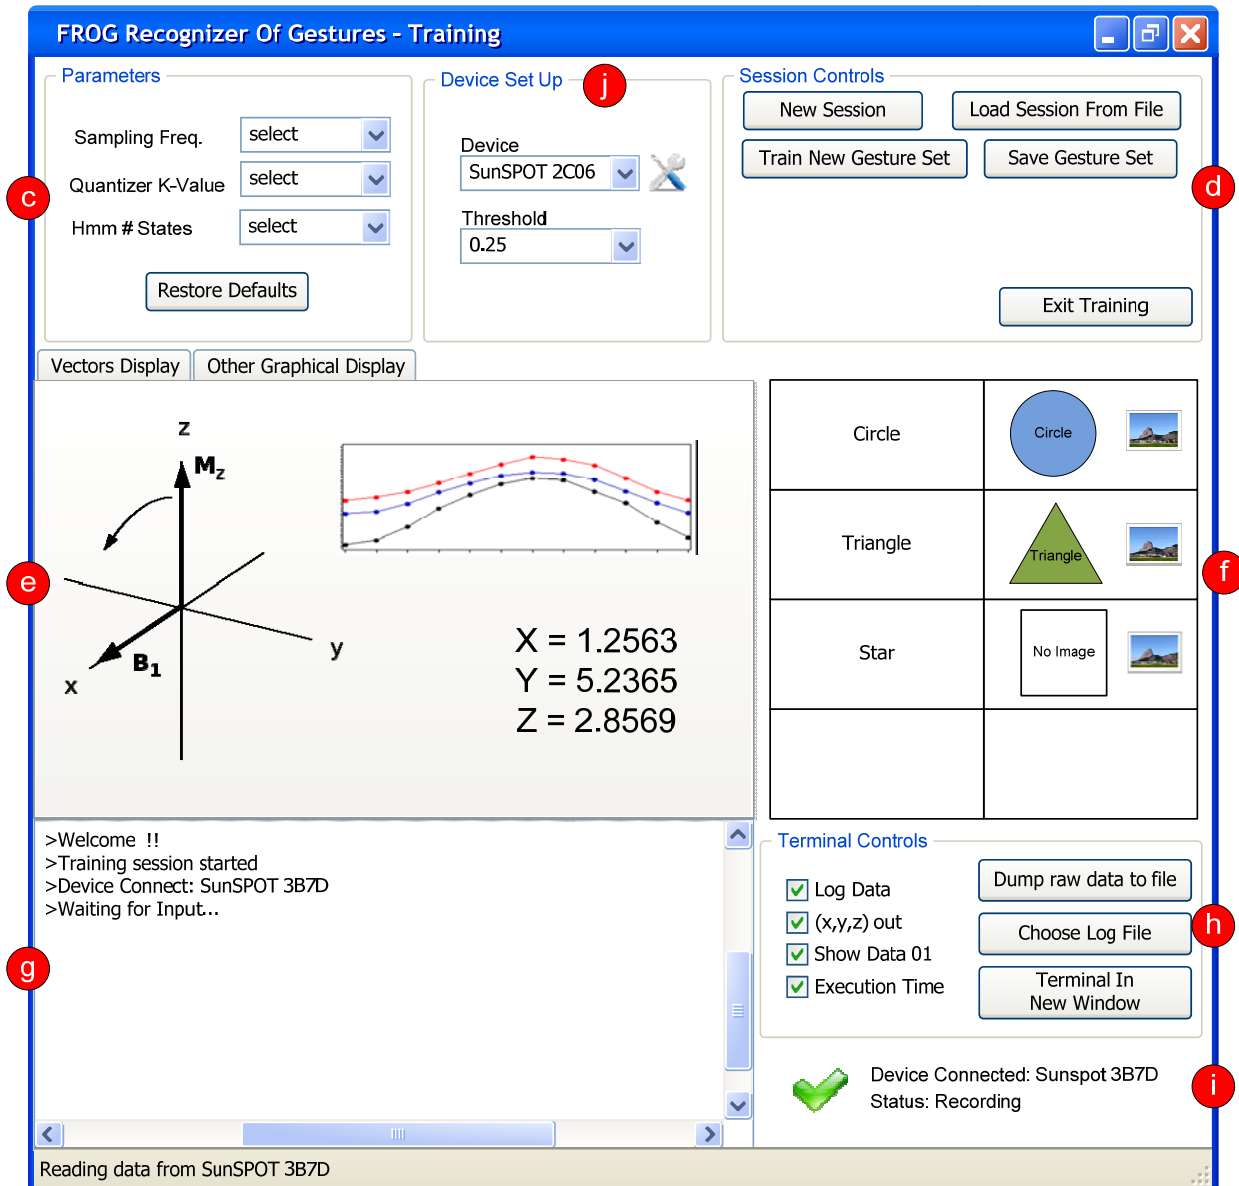 FROG Recognizer Of Gestures - Training
Parameters
Sampling Freq.
select
Quantizer K-Value
select
Hmm # States
select
Restore Defaults
c
Device Set Up
j
Device
SunSPOT 2C06
Threshold
0.25
Session Controls
New Session
Load Session From File
Train New Gesture Set
Save Gesture Set
Exit Training
d
Vectors Display
Other Graphical Display
z
Mz
y
B1
x
X = 1.2563
Y = 5.2365
Z = 2.8569
e
Circle
Circle
Triangle
Triangle
Star
No Image
f
>Welcome !!
>Training session started
>Device Connect: SunSPOT 3B7D
>Waiting for Input...
g
Terminal Controls
Log Data
(x,y,z) out
Show Data 01
Execution Time
Dump raw data to file
Choose Log File
Terminal In
New Window
h
Device Connected: Sunspot 3B7D
Status: Recording
i
Reading data from SunSPOT 3B7D